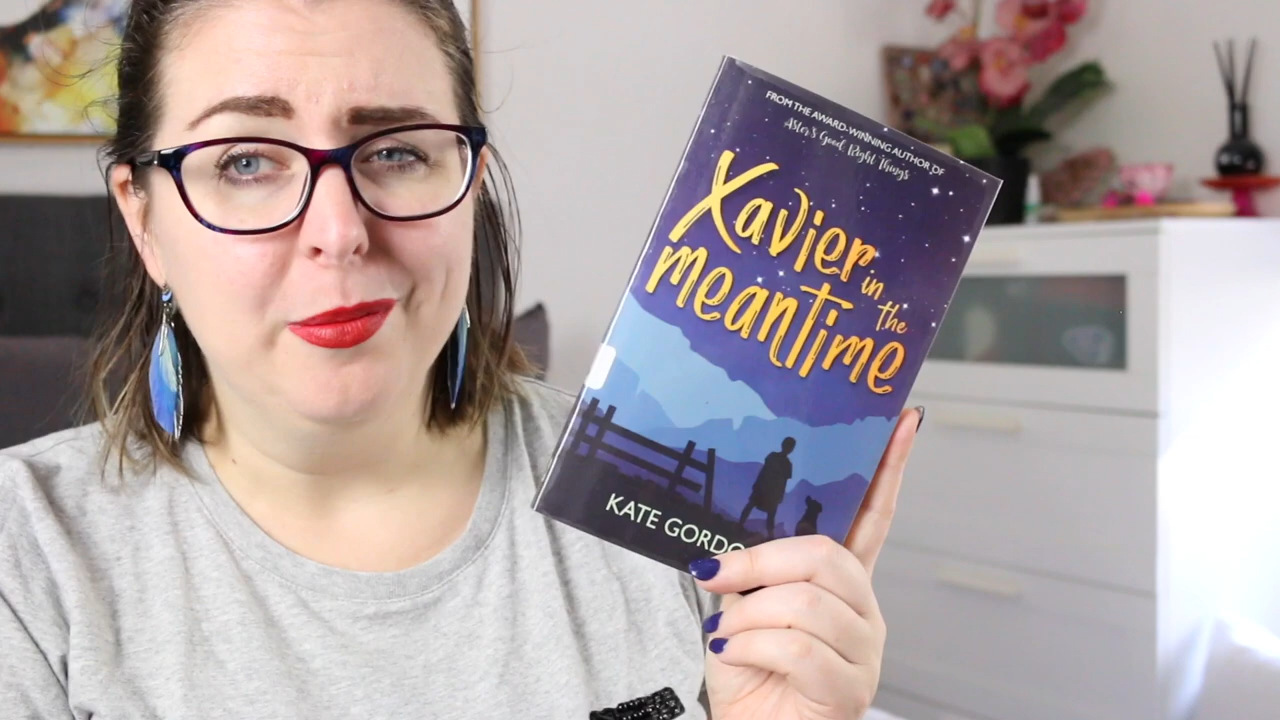 FROM THE AWARD-WINNING AUTHOR OF
Aster's Good, Right Things
Xavier
in
the
meantime
KATE GORDO